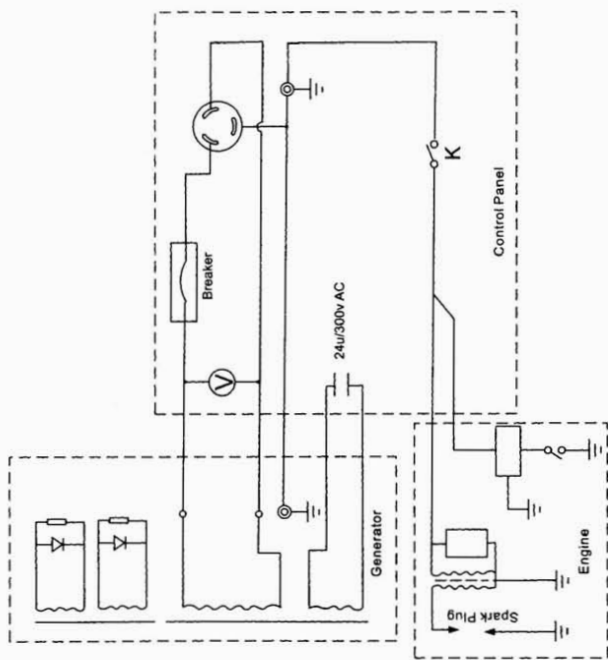 Breaker
V
K
Control Panel
24u/300v AC
Generator
Engine
Spark Plug